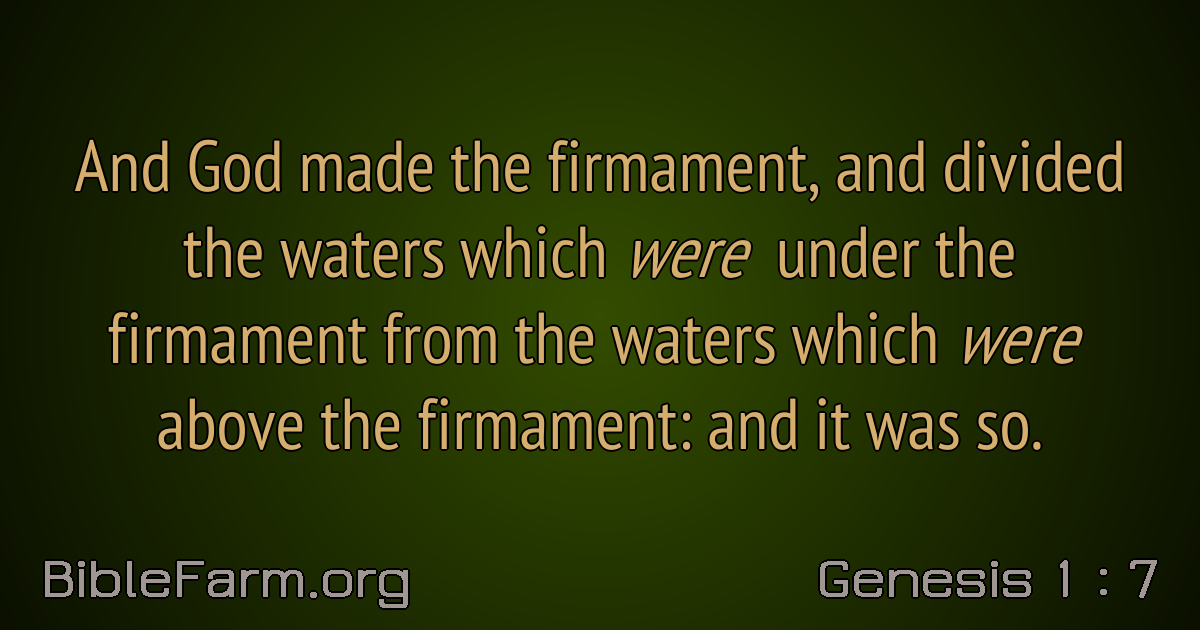 And God made the firmament, and divided
the waters which were under the
firmament from the waters which were
above the firmament: and it was so.
BibleFarm.org
Genesis 1 : 7